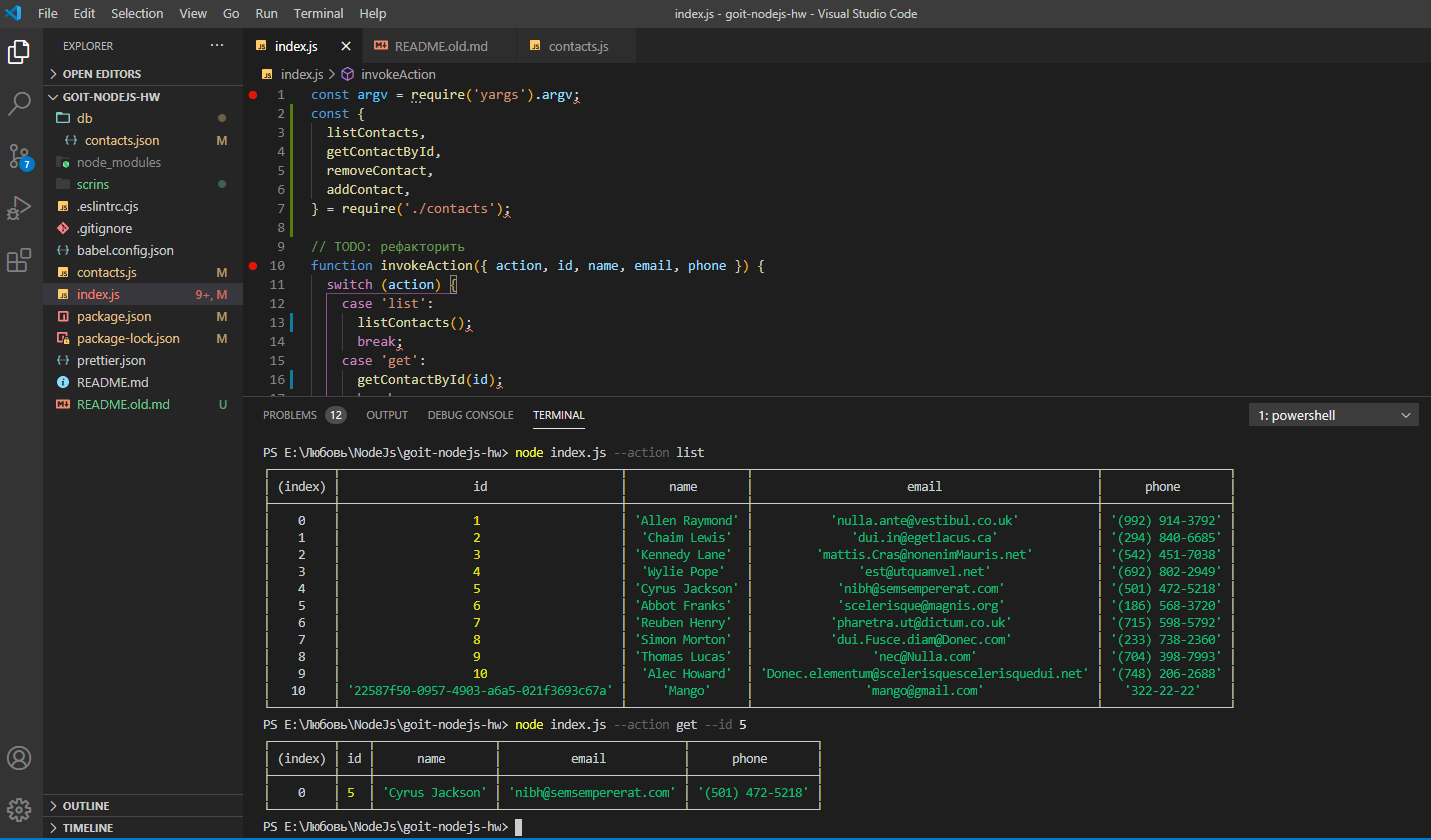 File Edit Selection View Go Run Terminal Help index.js - goit-nodejs-hw - Visual Studio Code
EXPLORER ···
OPEN EDITORS
GOIT-NODEJS-HW
db
contacts.json M
node_modules
scrins
.eslintrc.cjs
.gitignore
babel.config.json
contacts.js M
index.js 9+, M
package.json M
package-lock.json M
prettier.json
README.md
README.old.md U
OUTLINE
TIMELINE
7
index.js README.old.md contacts.js
index.js > invokeAction
1 const argv = require('yargs').argv;
2 const {
3 listContacts,
4 getContactById,
5 removeContact,
6 addContact,
7 } = require('./contacts');
8
9 // TODO: рефакторить
10 function invokeAction({ action, id, name, email, phone }) {
11 switch (action) {
12 case 'list':
13 listContacts();
14 break;
15 case 'get':
16 getContactById(id);
PROBLEMS 12 OUTPUT DEBUG CONSOLE TERMINAL 1: powershell
PS E:\Любовь\NodeJs\goit-nodejs-hw> node index.js --action list
(index) id name email phone
0 1 'Allen Raymond' 'nulla.ante@vestibul.co.uk' '(992) 914-3792'
1 2 'Chaim Lewis' 'dui.in@egetlacus.ca' '(294) 840-6685'
2 3 'Kennedy Lane' 'mattis.Cras@nonenimMauris.net' '(542) 451-7038'
3 4 'Wylie Pope' 'est@utquamvel.net' '(692) 802-2949'
4 5 'Cyrus Jackson' 'nibh@semsempererat.com' '(501) 472-5218'
5 6 'Abbot Franks' 'scelerisque@magnis.org' '(186) 568-3720'
6 7 'Reuben Henry' 'pharetra.ut@dictum.co.uk' '(715) 598-5792'
7 8 'Simon Morton' 'dui.Fusce.diam@Donec.com' '(233) 738-2360'
8 9 'Thomas Lucas' 'nec@Nulla.com' '(704) 398-7993'
9 10 'Alec Howard' 'Donec.elementum@scelerisquescelerisquedui.net' '(748) 206-2688'
10 '22587f50-0957-4903-a6a5-021f3693c67a' 'Mango' 'mango@gmail.com' '322-22-22'
PS E:\Любовь\NodeJs\goit-nodejs-hw> node index.js --action get --id 5
(index) id name email phone
0 5 'Cyrus Jackson' 'nibh@semsempererat.com' '(501) 472-5218'
PS E:\Любовь\NodeJs\goit-nodejs-hw>